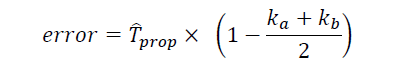 error = T̂_prop × (1 − (k_a + k_b)/2)